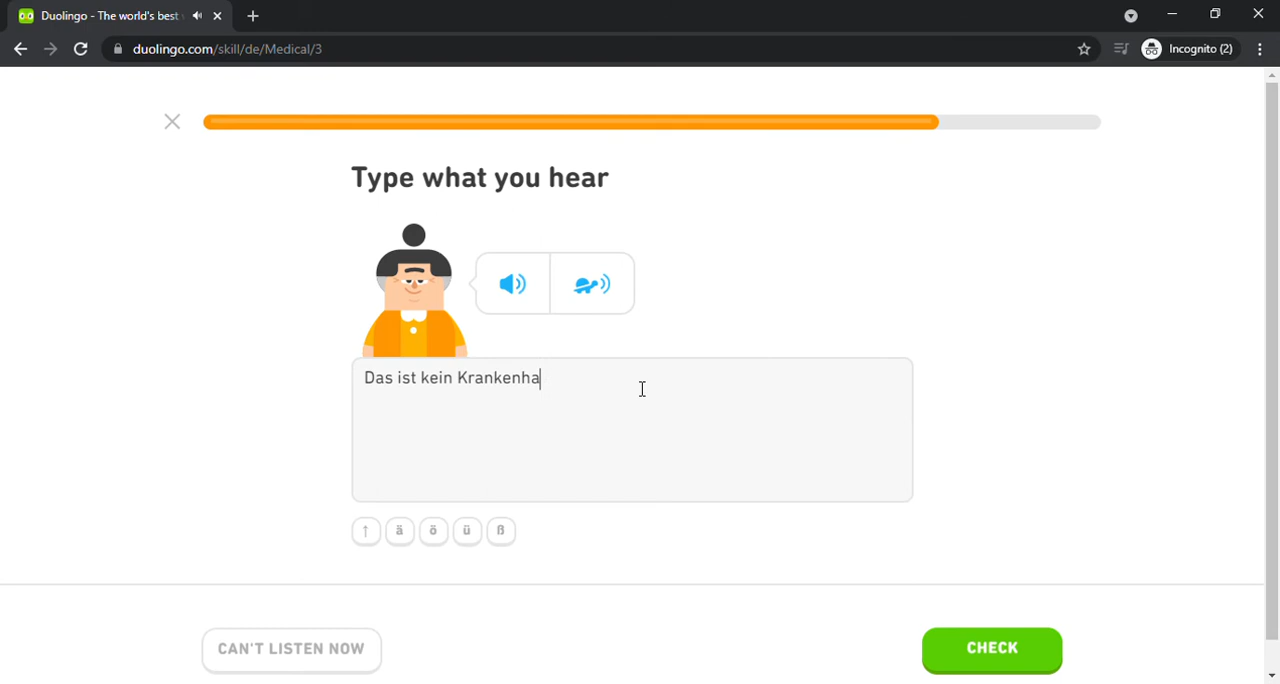 Duolingo - The world's best
duolingo.com/skill/de/Medical/3
Incognito (2)
Type what you hear
Das ist kein Krankenha
↑ ä ö ü ß
CAN'T LISTEN NOW
CHECK